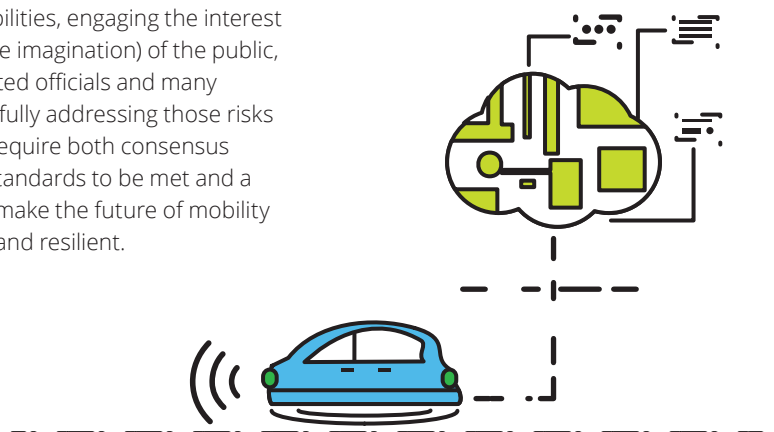 bilities, engaging the interest
e imagination) of the public,
ted officials and many
fully addressing those risks
equire both consensus
tandards to be met and a
make the future of mobility
and resilient.